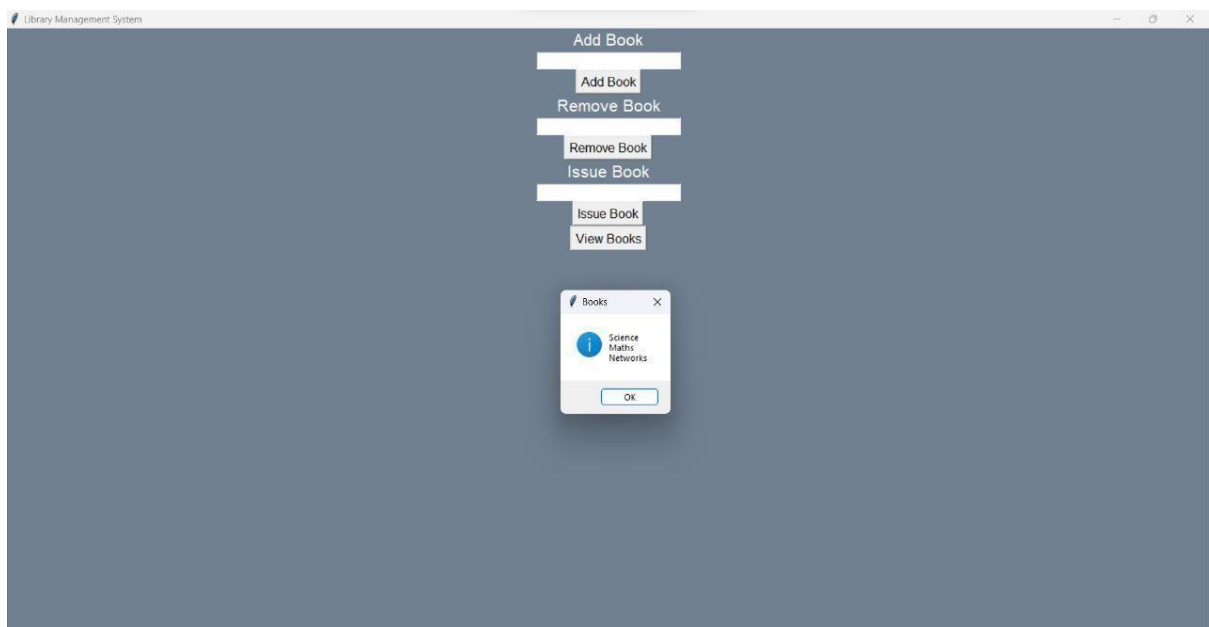 Library Management System
Add Book
Add Book
Remove Book
Remove Book
Issue Book
Issue Book
View Books
Books
Science
Maths
Networks
OK